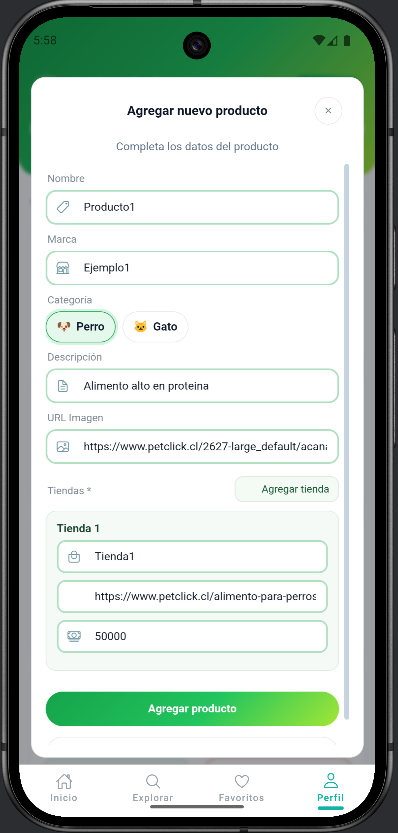 5:58
Agregar nuevo producto
×
Completa los datos del producto
Nombre
Producto1
Marca
Ejemplo1
Categoría
Perro
Gato
Descripción
Alimento alto en proteina
URL Imagen
https://www.petclick.cl/2627-large_default/acana
Tiendas *
Agregar tienda
Tienda 1
Tienda1
https://www.petclick.cl/alimento-para-perros
50000
Agregar producto
Inicio
Explorar
Favoritos
Perfil